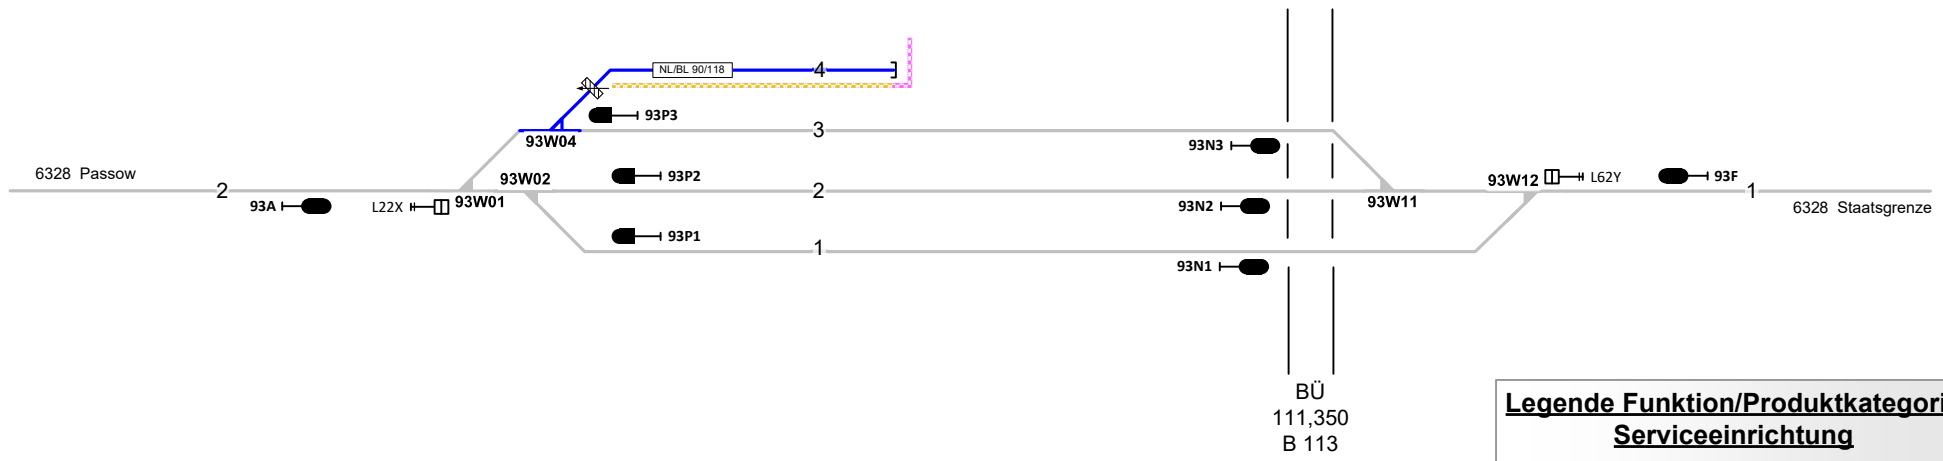 NL/BL 90/118
4
93P3
93W04
3
93N3
6328 Passow
93W02
93P2
93W12
L62Y
93F
2
2
1
93A
L22X
93W01
93N2
93W11
6328 Staatsgrenze
93P1
1
93N1
BÜ
111,350
B 113
Legende Funktion/Produktkategori
Serviceeinrichtung